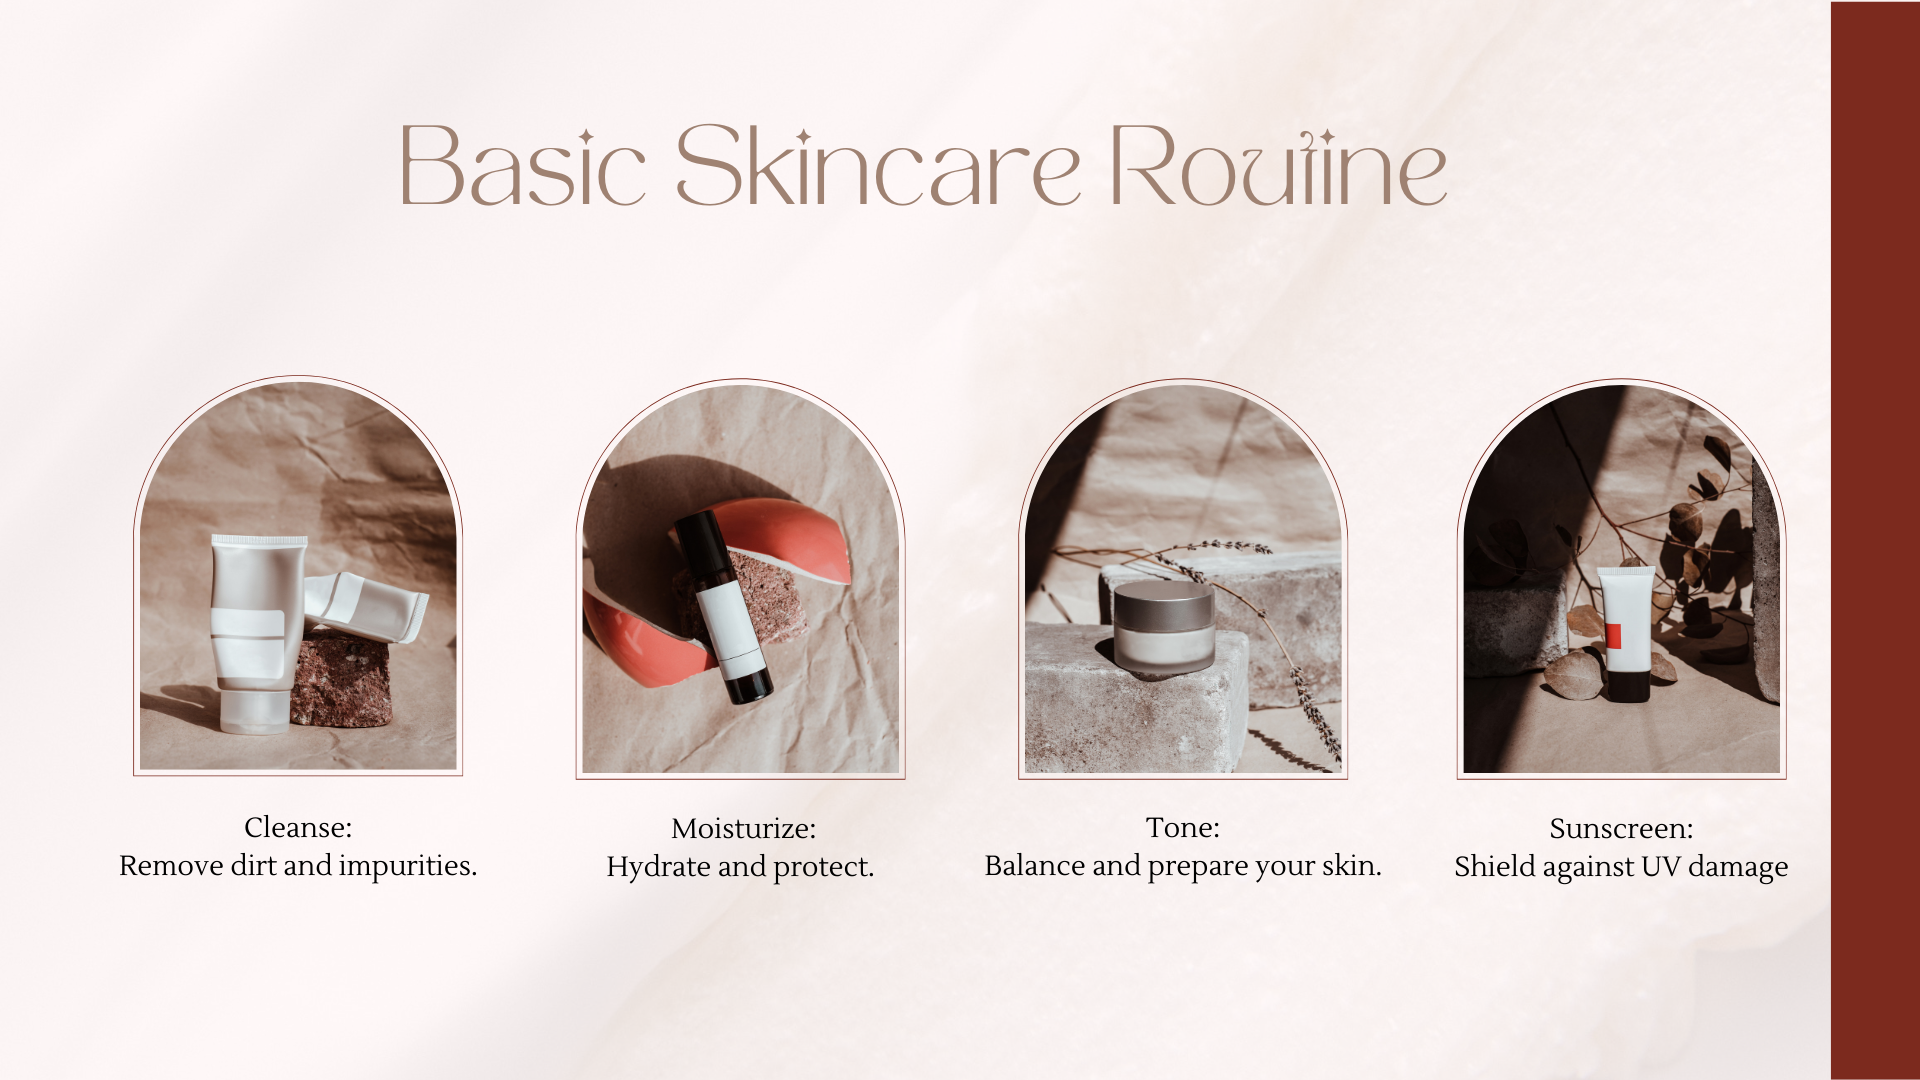 Basic Skincare Routine
Cleanse:
Remove dirt and impurities.
Moisturize:
Hydrate and protect.
Tone:
Balance and prepare your skin.
Sunscreen:
Shield against UV damage